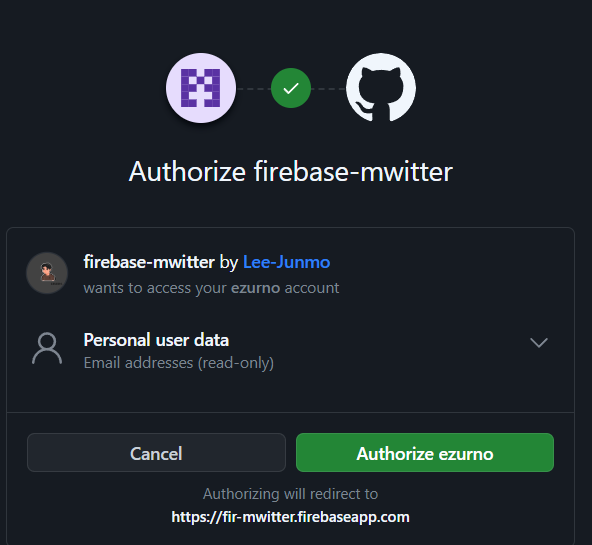 Authorize firebase-mwitter
firebase-mwitter by Lee-Junmo
wants to access your ezurno account
Personal user data
Email addresses (read-only)
Cancel
Authorize ezurno
Authorizing will redirect to
https://fir-mwitter.firebaseapp.com